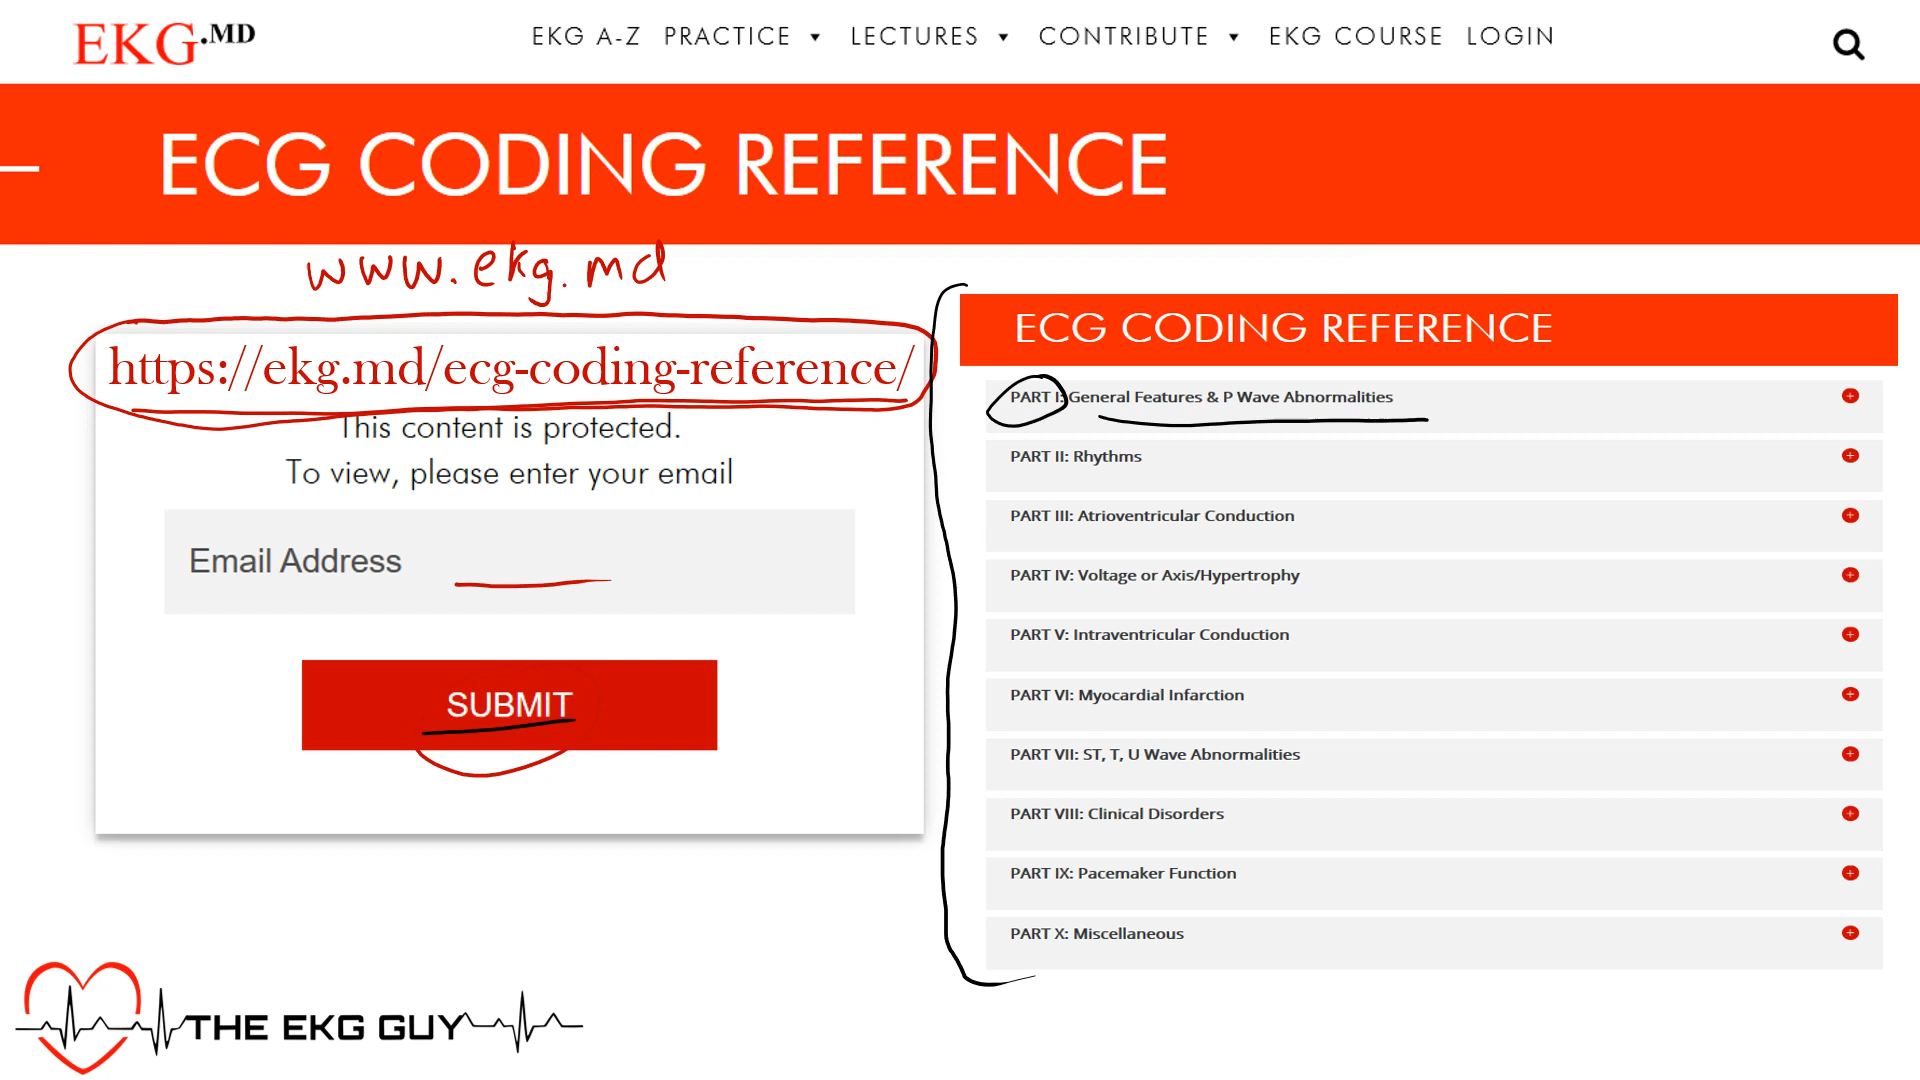 EKG.MD
EKG A-Z PRACTICE LECTURES CONTRIBUTE EKG COURSE LOGIN
ECG CODING REFERENCE
www.ekg.md
https://ekg.md/ecg-coding-reference/
This content is protected.
To view, please enter your email
Email Address
SUBMIT
ECG CODING REFERENCE
PART I: General Features & P Wave Abnormalities
PART II: Rhythms
PART III: Atrioventricular Conduction
PART IV: Voltage or Axis/Hypertrophy
PART V: Intraventricular Conduction
PART VI: Myocardial Infarction
PART VII: ST, T, U Wave Abnormalities
PART VIII: Clinical Disorders
PART IX: Pacemaker Function
PART X: Miscellaneous
THE EKG GUY